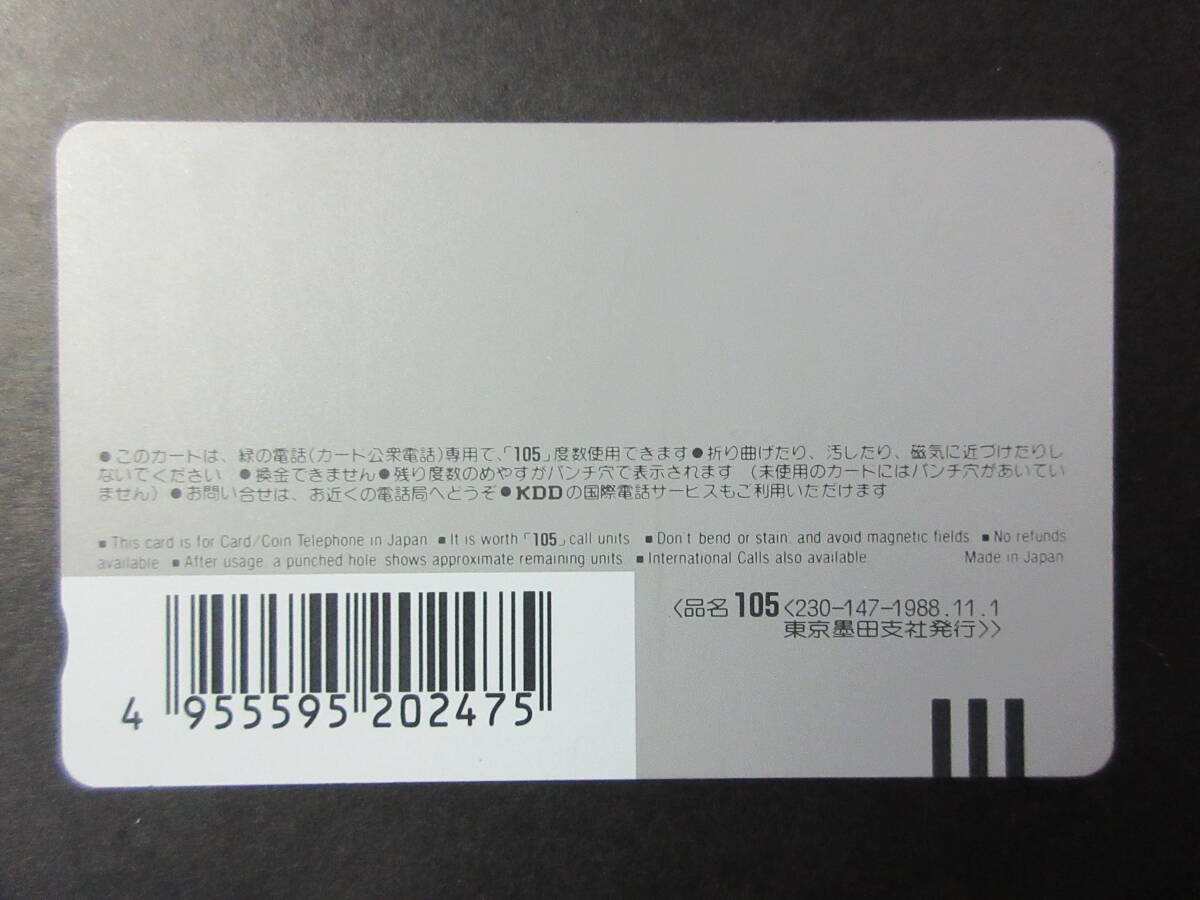 ●このカードは、緑の電話(カード公衆電話)専用で、「105」度数使用できます●折り曲げたり、汚したり、磁気に近づけたりし
ないでください ●換金できません●残り度数のめやすがパンチ穴で表示されます (未使用のカードにはパンチ穴があいてい
ません) ●お問い合せは、お近くの電話局へどうぞ●KDDの国際電話サービスもご利用いただけます
■This card is for Card/Coin Telephone in Japan ■It is worth「105」call units ■Don't bend or stain. and avoid magnetic fields ■No refunds
available ■After usage a punched hole shows approximate remaining units ■International Calls also available Made in Japan
〈品名105〈230-147-1988.11.1
東京墨田支社発行〉〉
4 955595 202475